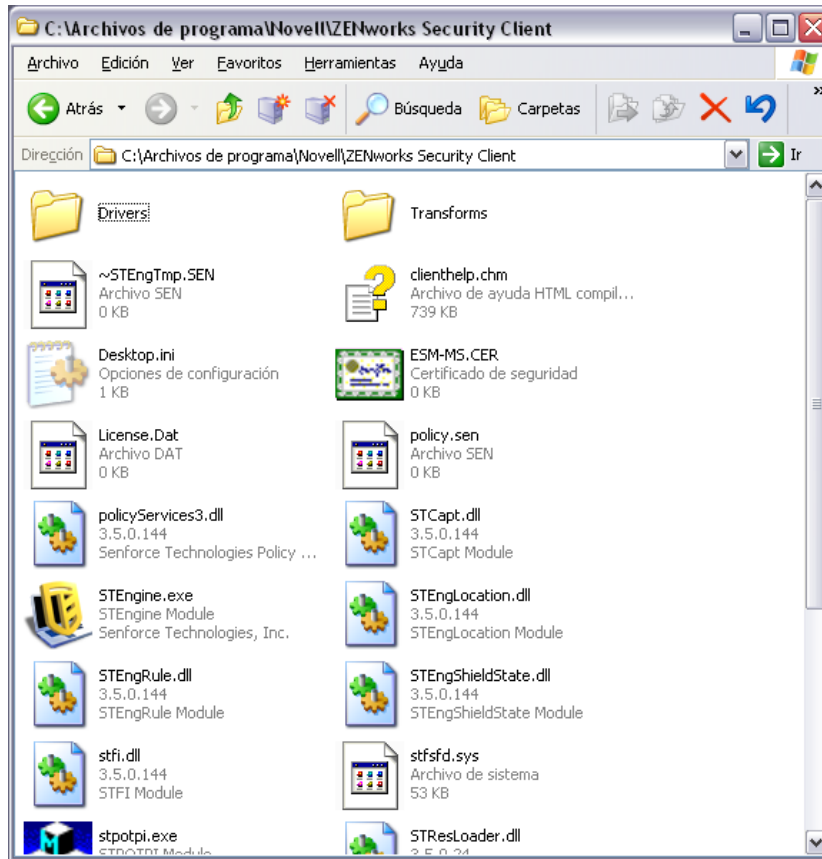 C:\Archivos de programa\Novell\ZENworks Security Client
Archivo Edición Ver Favoritos Herramientas Ayuda
Atrás Búsqueda Carpetas »
Dirección C:\Archivos de programa\Novell\ZENworks Security Client Ir
Drivers
Transforms
~STEngTmp.SEN
Archivo SEN
0 KB
clienthelp.chm
Archivo de ayuda HTML compil...
739 KB
Desktop.ini
Opciones de configuración
1 KB
ESM-MS.CER
Certificado de seguridad
0 KB
License.Dat
Archivo DAT
0 KB
policy.sen
Archivo SEN
0 KB
policyServices3.dll
3.5.0.144
Senforce Technologies Policy ...
STCapt.dll
3.5.0.144
STCapt Module
STEngine.exe
STEngine Module
Senforce Technologies, Inc.
STEngLocation.dll
3.5.0.144
STEngLocation Module
STEngRule.dll
3.5.0.144
STEngRule Module
STEngShieldState.dll
3.5.0.144
STEngShieldState Module
stfi.dll
3.5.0.144
STFI Module
stfsfd.sys
Archivo de sistema
53 KB
stpotpi.exe
STPOTPI Module
STResLoader.dll
3.5.0.24